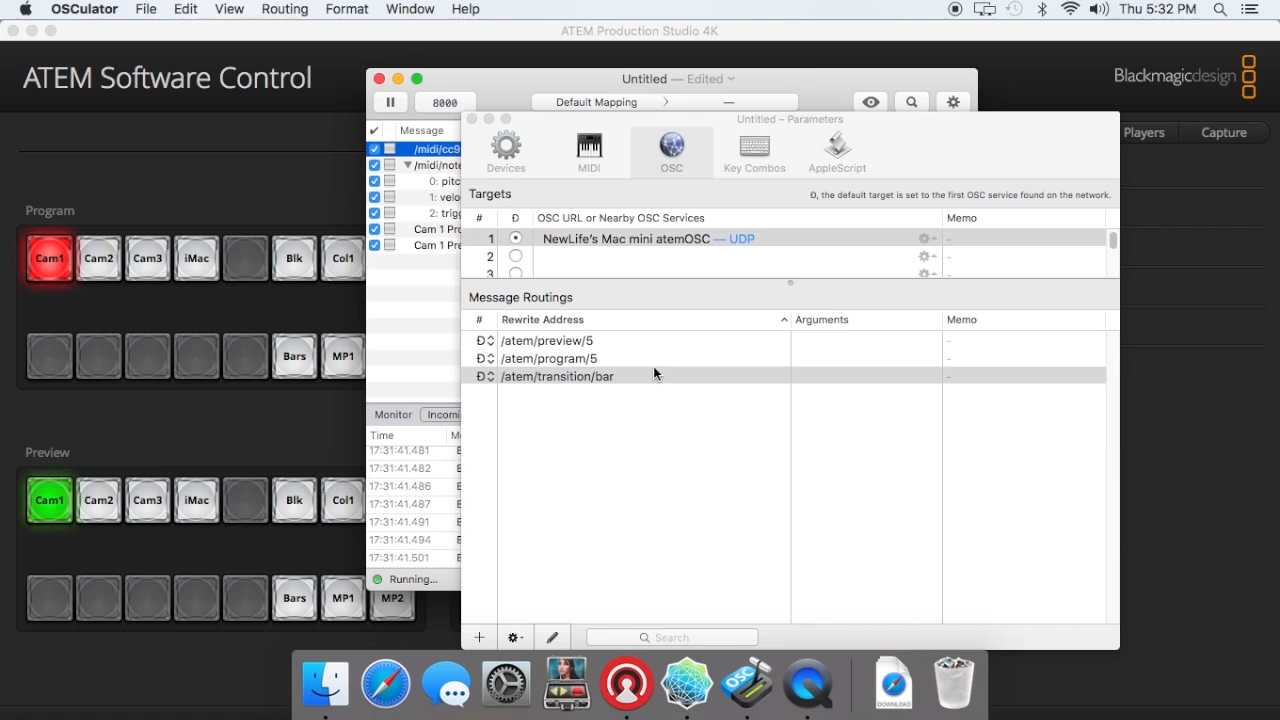 OSCulator File Edit View Routing Format Window Help Thu 5:32 PM
ATEM Production Studio 4K
ATEM Software Control
Blackmagicdesign
Untitled — Edited
8000 Default Mapping —
Players Capture
Message
/midi/cc9
/midi/note
0: pitc
1: velo
2: trigg
Cam 1 Pro
Cam 1 Pre
Untitled – Parameters
Devices MIDI OSC Key Combos AppleScript
Targets Đ, the default target is set to the first OSC service found on the network.
# Đ OSC URL or Nearby OSC Services Memo
1 NewLife's Mac mini atemOSC — UDP –
2 –
3 –
Message Routings
# Rewrite Address Arguments Memo
Đ /atem/preview/5 –
Đ /atem/program/5 –
Đ /atem/transition/bar –
Search
Program
Cam1 Cam2 Cam3 iMac Blk Col1
Bars MP1
Preview
Cam1 Cam2 Cam3 iMac Blk Col1
Bars MP1 MP2
Monitor Incomi
Time M
17:31:41.481 E
17:31:41.482 E
17:31:41.486 E
17:31:41.487 E
17:31:41.491 E
17:31:41.494 E
17:31:41.501 E
Running...
OSC
DOWNLOAD